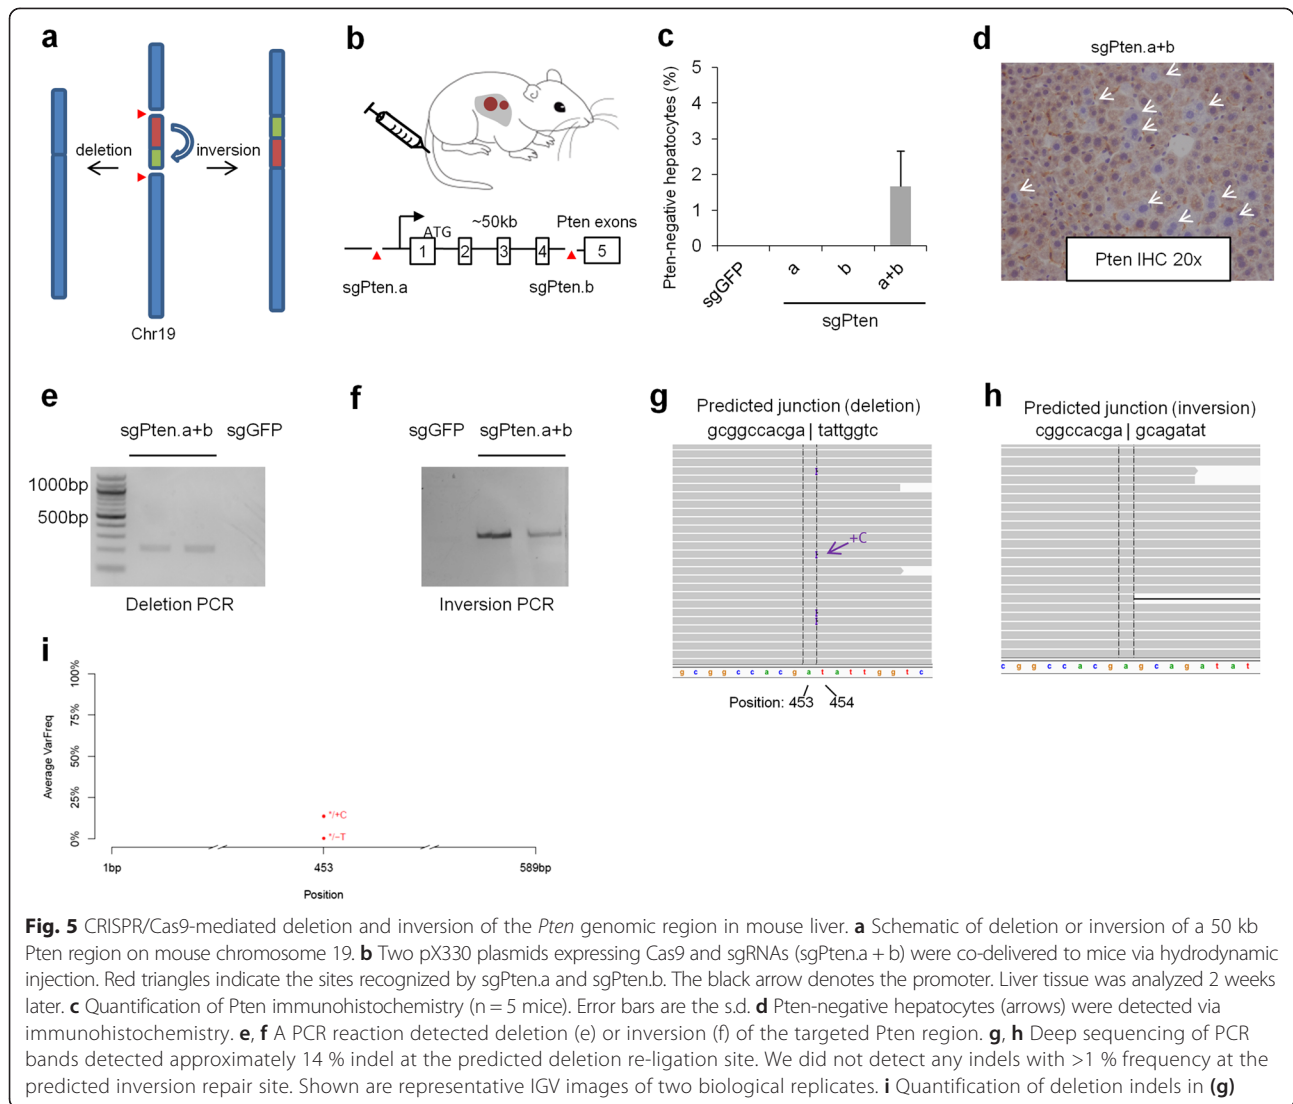 a
deletion
inversion
Chr19
b
ATG
~50kb
Pten exons
1
2
3
4
5
sgPten.a
sgPten.b
c
Pten-negative hepatocytes (%)
5
4
3
2
1
0
sgGFP
a
b
a+b
sgPten
d
sgPten.a+b
Pten IHC 20x
e
sgPten.a+b sgGFP
1000bp
500bp
Deletion PCR
f
sgGFP sgPten.a+b
Inversion PCR
g
Predicted junction (deletion)
gcggccacga | tattggtc
+C
g c g g c c a c g a t a t t g g t c
Position: 453 454
h
Predicted junction (inversion)
cggccacga | gcagatat
c g g c c a c g a g c a g a t a t
i
Average VarFreq
100%
75%
50%
25%
0%
*/+C
*/−T
1bp
453
589bp
Position
Fig. 5 CRISPR/Cas9-mediated deletion and inversion of the Pten genomic region in mouse liver. a Schematic of deletion or inversion of a 50 kb
Pten region on mouse chromosome 19. b Two pX330 plasmids expressing Cas9 and sgRNAs (sgPten.a + b) were co-delivered to mice via hydrodynamic
injection. Red triangles indicate the sites recognized by sgPten.a and sgPten.b. The black arrow denotes the promoter. Liver tissue was analyzed 2 weeks
later. c Quantification of Pten immunohistochemistry (n = 5 mice). Error bars are the s.d. d Pten-negative hepatocytes (arrows) were detected via
immunohistochemistry. e, f A PCR reaction detected deletion (e) or inversion (f) of the targeted Pten region. g, h Deep sequencing of PCR
bands detected approximately 14 % indel at the predicted deletion re-ligation site. We did not detect any indels with >1 % frequency at the
predicted inversion repair site. Shown are representative IGV images of two biological replicates. i Quantification of deletion indels in (g)